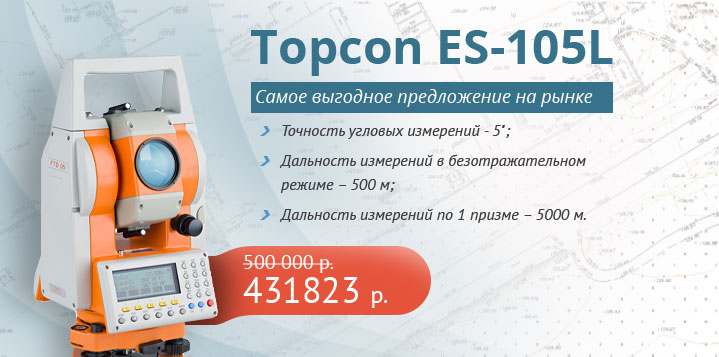 Topcon ES-105L
Самое выгодное предложение на рынке
Точность угловых измерений - 5";
Дальность измерений в безотражательном
режиме – 500 м;
Дальность измерений по 1 призме – 5000 м.
500 000 р.
431823 р.